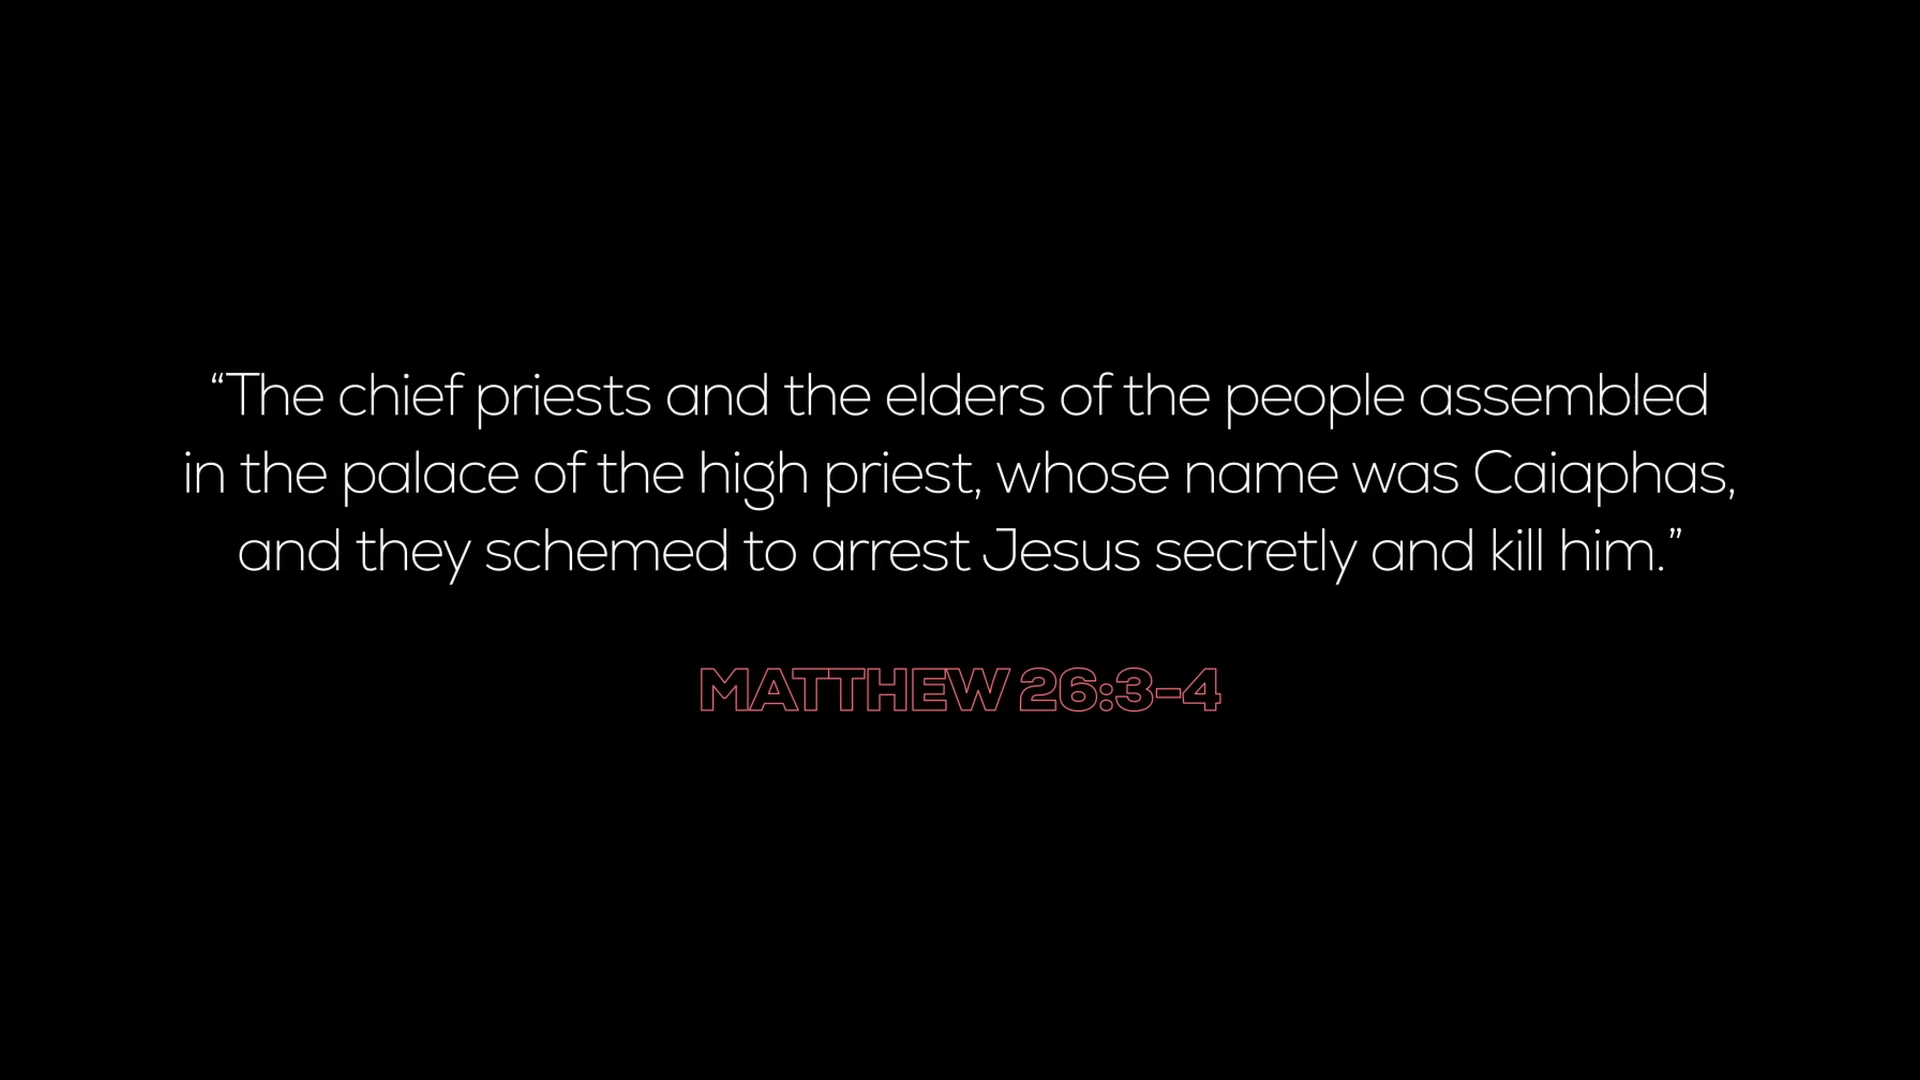 “The chief priests and the elders of the people assembled
in the palace of the high priest, whose name was Caiaphas,
and they schemed to arrest Jesus secretly and kill him.”
MATTHEW 26:3-4